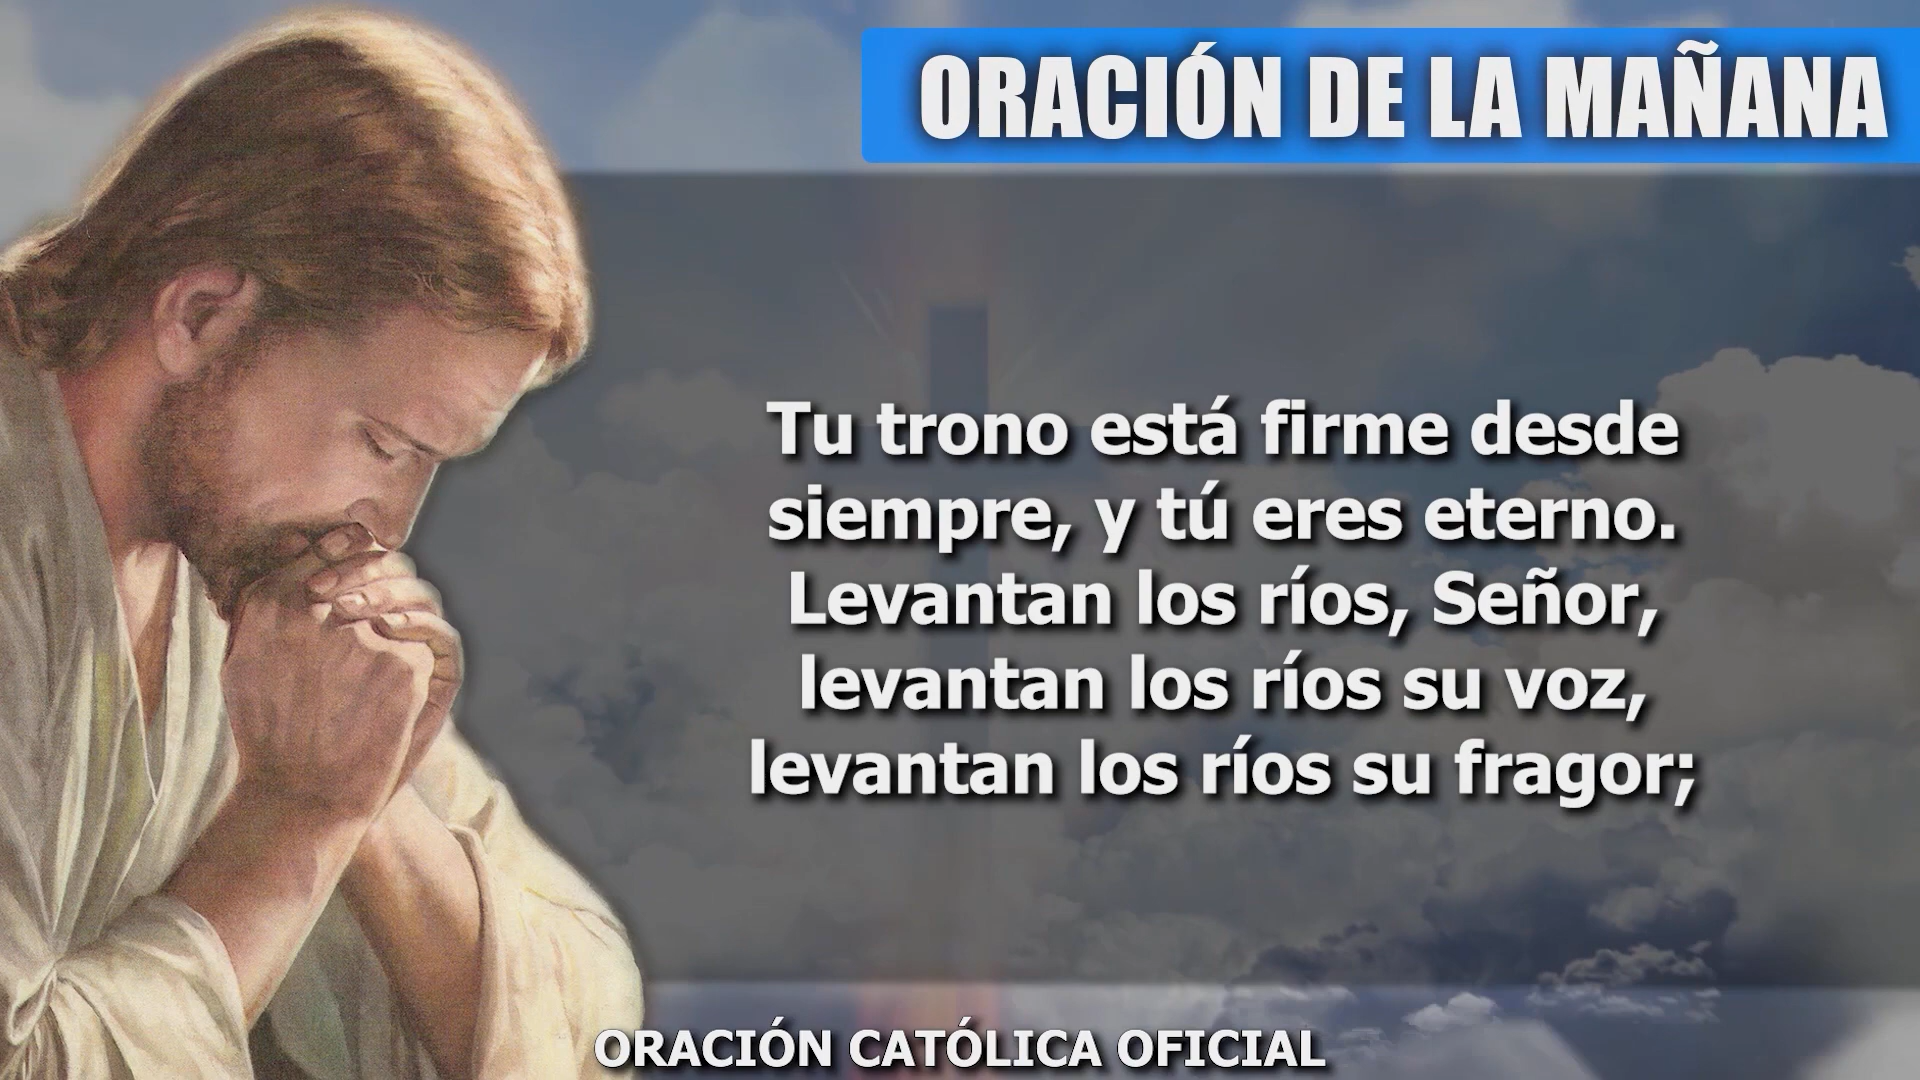 ORACIÓN DE LA MAÑANA
Tu trono está firme desde
siempre, y tú eres eterno.
Levantan los ríos, Señor,
levantan los ríos su voz,
levantan los ríos su fragor;
ORACIÓN CATÓLICA OFICIAL